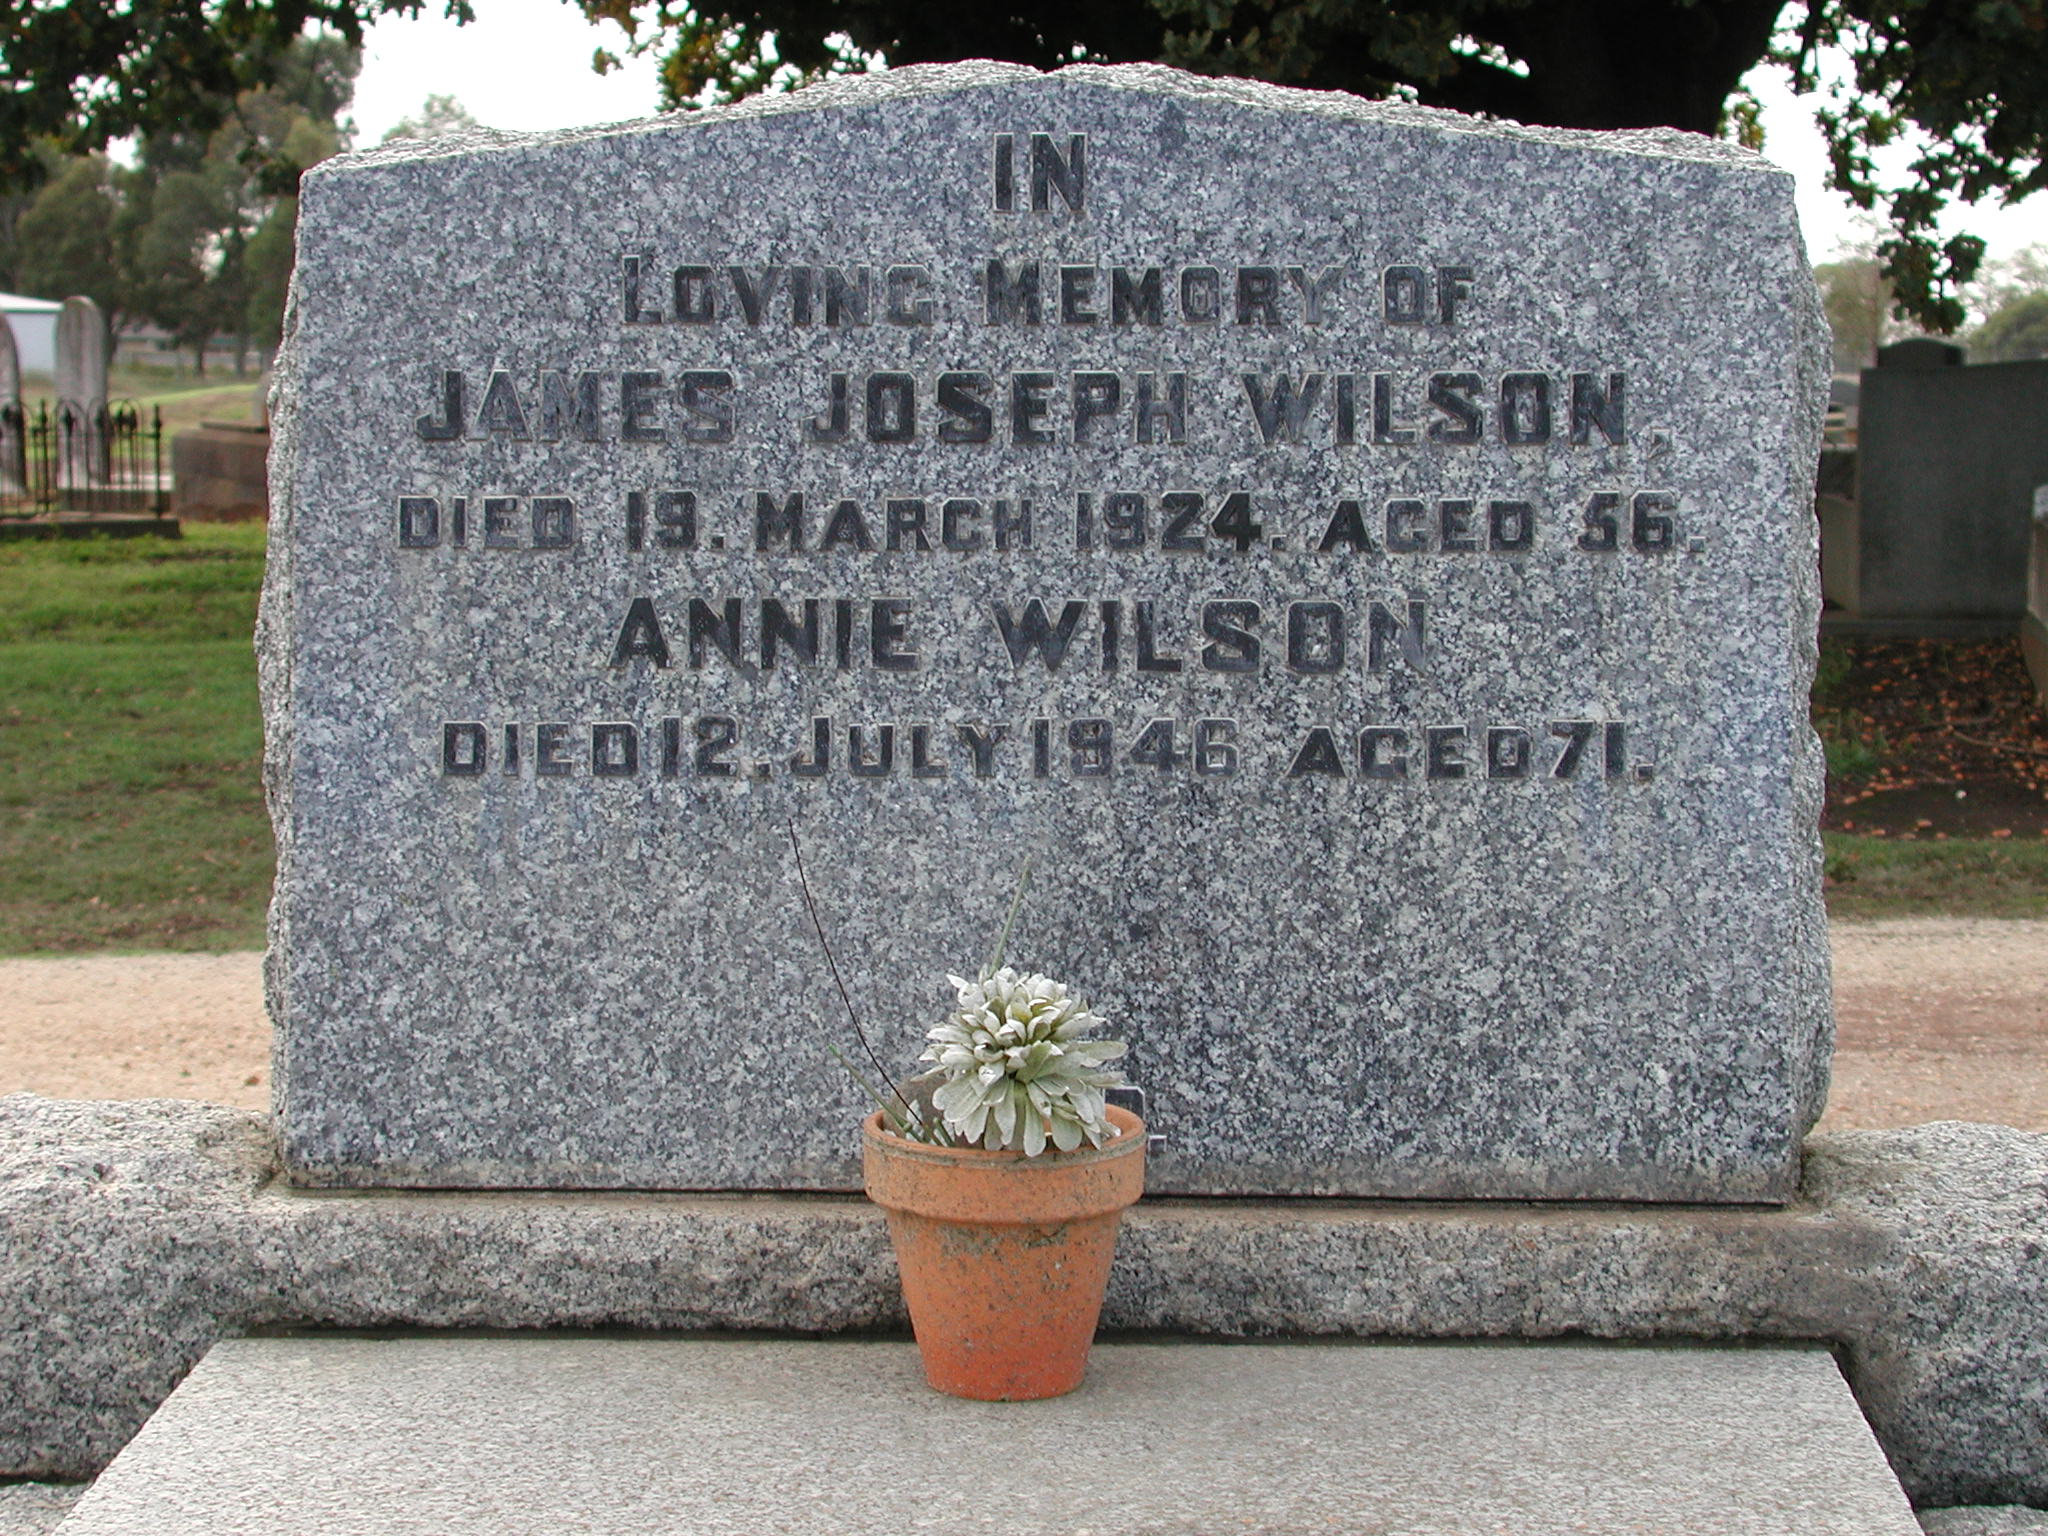 IN
LOVING MEMORY OF
JAMES JOSEPH WILSON,
DIED 19. MARCH 1924. AGED 56.
ANNIE WILSON
DIED 12. JULY 1946 AGED 71.